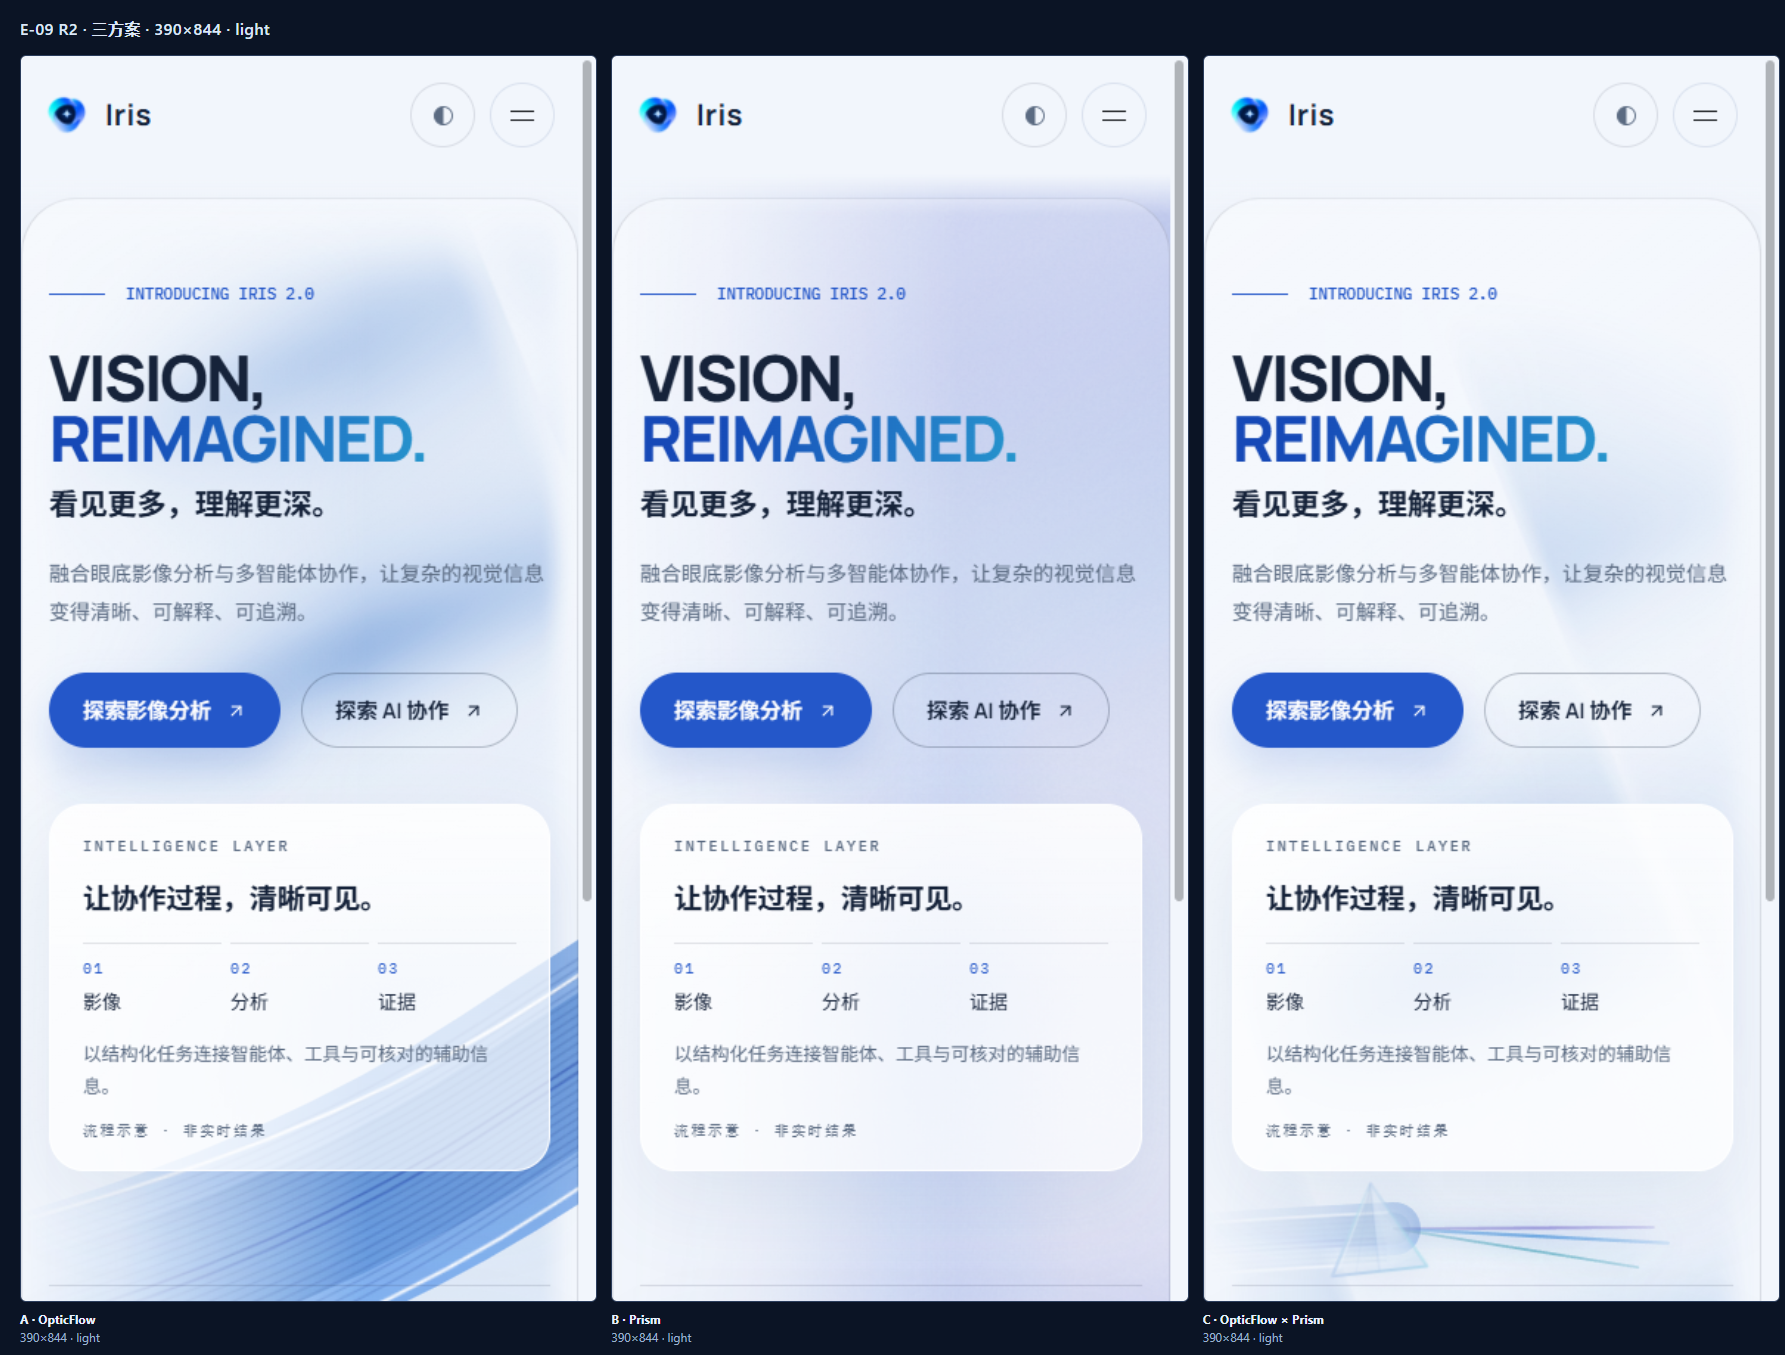 E-09 R2 · 三方案 · 390×844 · light
Iris
INTRODUCING IRIS 2.0
VISION,
REIMAGINED.
看见更多，理解更深。
融合眼底影像分析与多智能体协作，让复杂的视觉信息
变得清晰、可解释、可追溯。
探索影像分析
探索 AI 协作
INTELLIGENCE LAYER
让协作过程，清晰可见。
01 02 03
影像 分析 证据
以结构化任务连接智能体、工具与可核对的辅助信
息。
流程示意 · 非实时结果
A · OpticFlow
390×844 · light
Iris
INTRODUCING IRIS 2.0
VISION,
REIMAGINED.
看见更多，理解更深。
融合眼底影像分析与多智能体协作，让复杂的视觉信息
变得清晰、可解释、可追溯。
探索影像分析
探索 AI 协作
INTELLIGENCE LAYER
让协作过程，清晰可见。
01 02 03
影像 分析 证据
以结构化任务连接智能体、工具与可核对的辅助信
息。
流程示意 · 非实时结果
B · Prism
390×844 · light
Iris
INTRODUCING IRIS 2.0
VISION,
REIMAGINED.
看见更多，理解更深。
融合眼底影像分析与多智能体协作，让复杂的视觉信息
变得清晰、可解释、可追溯。
探索影像分析
探索 AI 协作
INTELLIGENCE LAYER
让协作过程，清晰可见。
01 02 03
影像 分析 证据
以结构化任务连接智能体、工具与可核对的辅助信
息。
流程示意 · 非实时结果
C · OpticFlow × Prism
390×844 · light